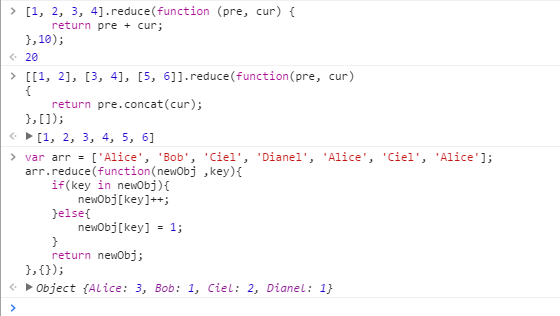 > [1, 2, 3, 4].reduce(function (pre, cur) {
    return pre + cur;
},10);
20
> [[1, 2], [3, 4], [5, 6]].reduce(function(pre, cur)
{
    return pre.concat(cur);
},[]);
▶ [1, 2, 3, 4, 5, 6]
> var arr = ['Alice', 'Bob', 'Ciel', 'Dianel', 'Alice', 'Ciel', 'Alice'];
arr.reduce(function(newObj ,key){
    if(key in newObj){
        newObj[key]++;
    }else{
        newObj[key] = 1;
    }
    return newObj;
},{});
▶ Object {Alice: 3, Bob: 1, Ciel: 2, Dianel: 1}
>